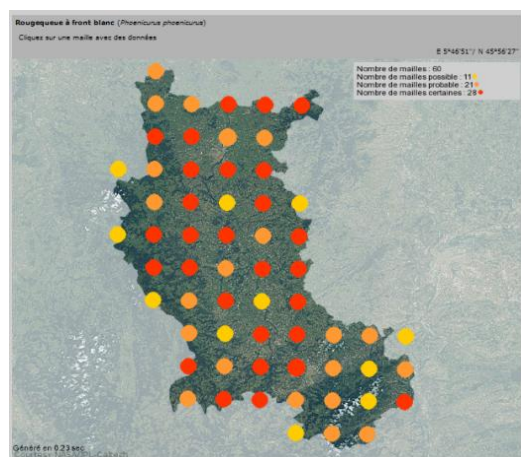 Rougequeue à front blanc (Phoenicurus phoenicurus)
Cliquez sur une maille avec des données
E 5°46'51"/ N 45°56'27"
Nombre de mailles : 60
Nombre de mailles possible : 11
Nombre de mailles probable : 21
Nombre de mailles certaines : 28
Généré en 0.23 sec